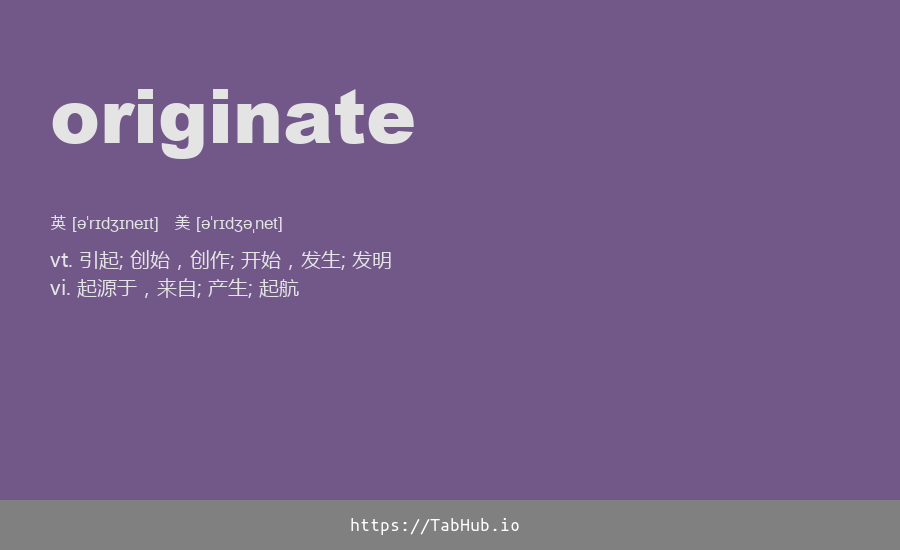 originate
英 [ə'rɪdʒɪneɪt] 美 [ə'rɪdʒəˌnet]
vt. 引起; 创始，创作; 开始，发生; 发明
vi. 起源于，来自; 产生; 起航
https://TabHub.io